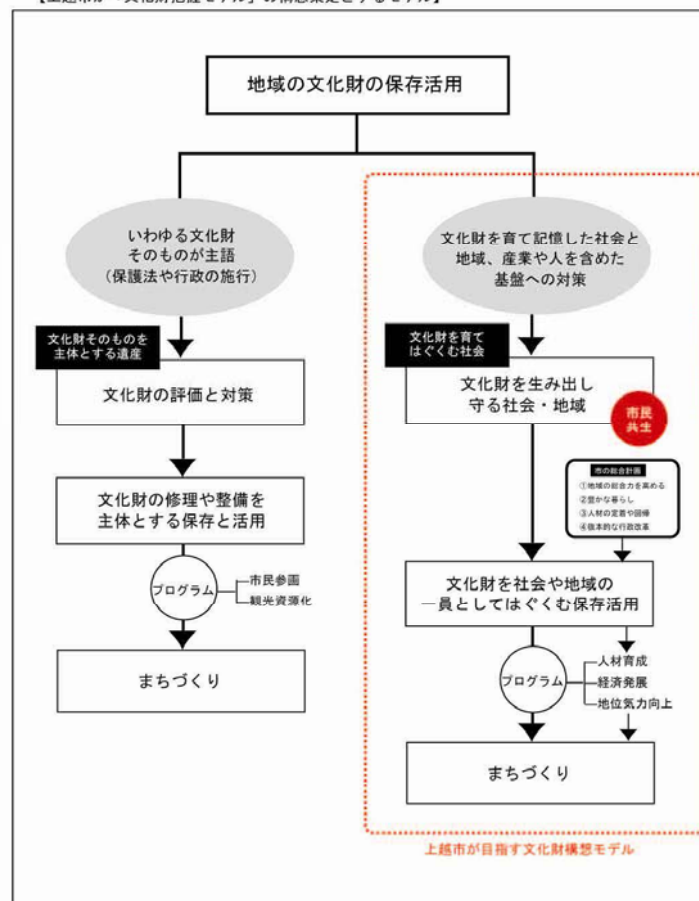 地域の文化財の保存活用
いわゆる文化財
そのものが主語
（保護法や行政の施行）
文化財そのものを
主体とする遺産
文化財の評価と対策
文化財の修理や整備を
主体とする保存と活用
プログラム
市民参画
観光資源化
まちづくり
文化財を育て記憶した社会と
地域、産業や人を含めた
基盤への対策
文化財を育て
はぐくむ社会
文化財を生み出し
守る社会・地域
市民
共生
市の総合計画
①地域の総合力を高める
②豊かな暮らし
③人材の定着や回帰
④抜本的な行政改革
文化財を社会や地域の
一員としてはぐくむ保存活用
プログラム
人材育成
経済発展
地位気力向上
まちづくり
上越市が目指す文化財構想モデル